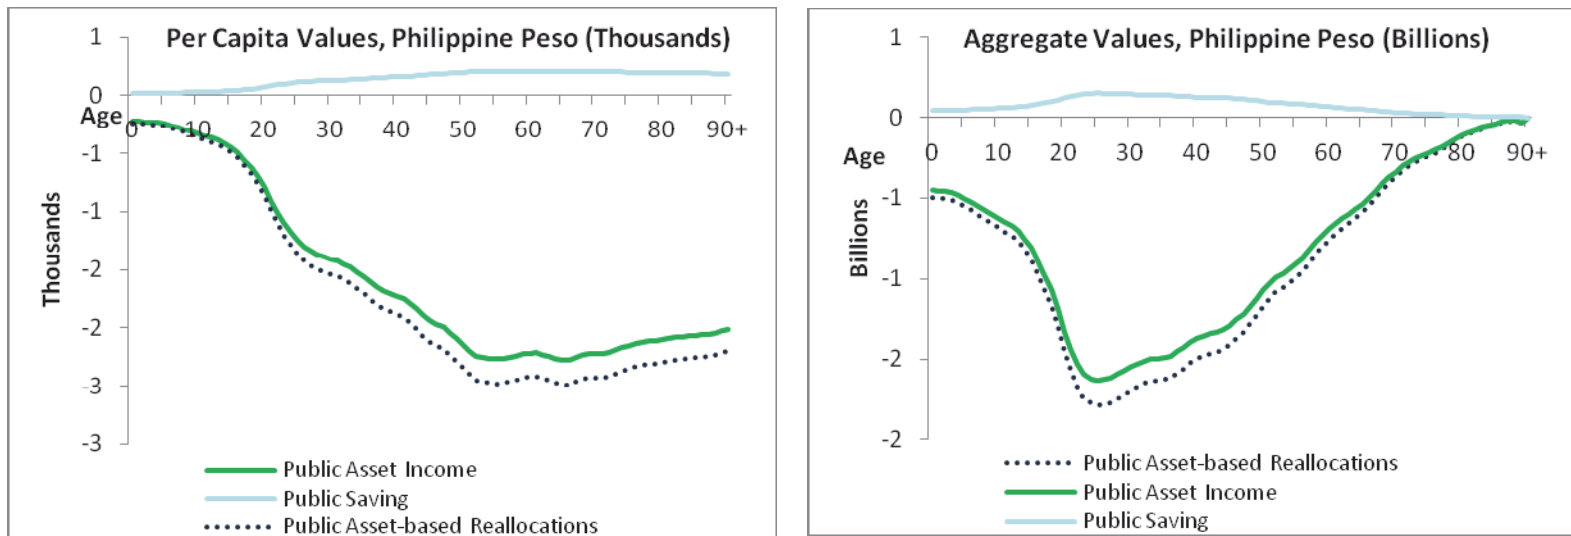 Per Capita Values, Philippine Peso (Thousands)
1
0
Age
0 10 20 30 40 50 60 70 80 90+
-1
-1
-2
-2
-3
-3
Thousands
Public Asset Income
Public Saving
Public Asset-based Reallocations
Aggregate Values, Philippine Peso (Billions)
1
0
Age
0 10 20 30 40 50 60 70 80 90+
-1
-1
-2
-2
Billions
Public Asset-based Reallocations
Public Asset Income
Public Saving